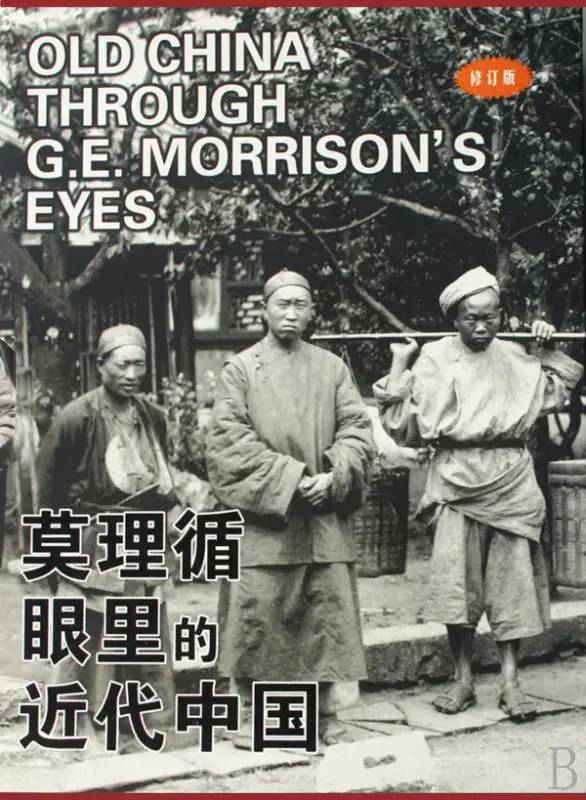 OLD CHINA
THROUGH
G.E. MORRISON'S
EYES
修订版
莫理循
眼里的
近代中国
B